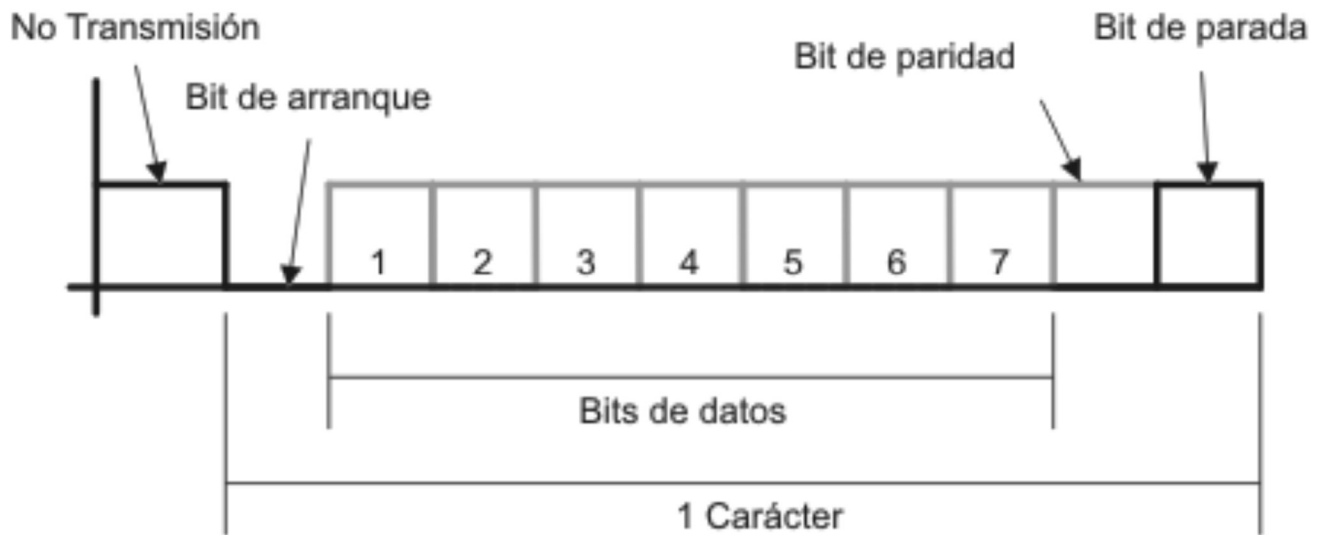 No Transmisión
Bit de arranque
Bit de paridad
Bit de parada
1 2 3 4 5 6 7
Bits de datos
1 Carácter